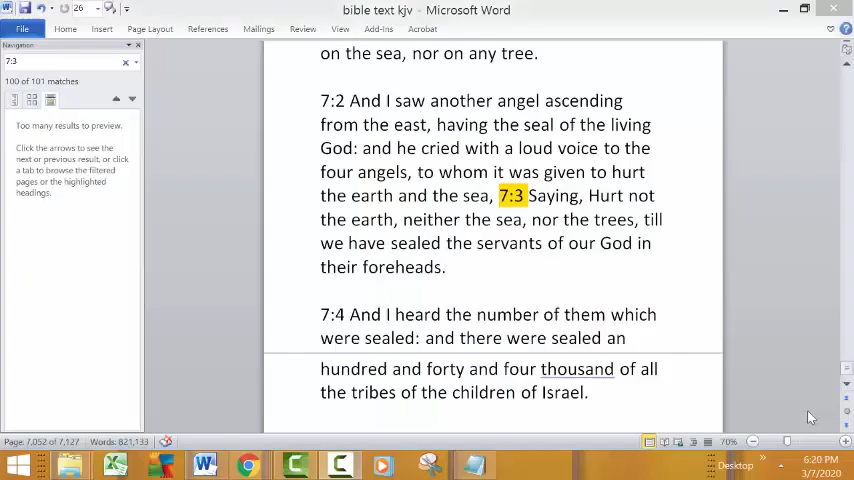 bible text kjv - Microsoft Word
26
File Home Insert Page Layout References Mailings Review View Add-Ins Acrobat
Navigation
7:3
100 of 101 matches
Too many results to preview.
Click the arrows to see the
next or previous result, or click
a tab to browse the filtered
pages or the highlighted
headings.
on the sea, nor on any tree.
7:2 And I saw another angel ascending
from the east, having the seal of the living
God: and he cried with a loud voice to the
four angels, to whom it was given to hurt
the earth and the sea, 7:3 Saying, Hurt not
the earth, neither the sea, nor the trees, till
we have sealed the servants of our God in
their foreheads.
7:4 And I heard the number of them which
were sealed: and there were sealed an
hundred and forty and four thousand of all
the tribes of the children of Israel.
Page: 7,052 of 7,127 Words: 821,133 70%
Desktop
6:20 PM
3/7/2020